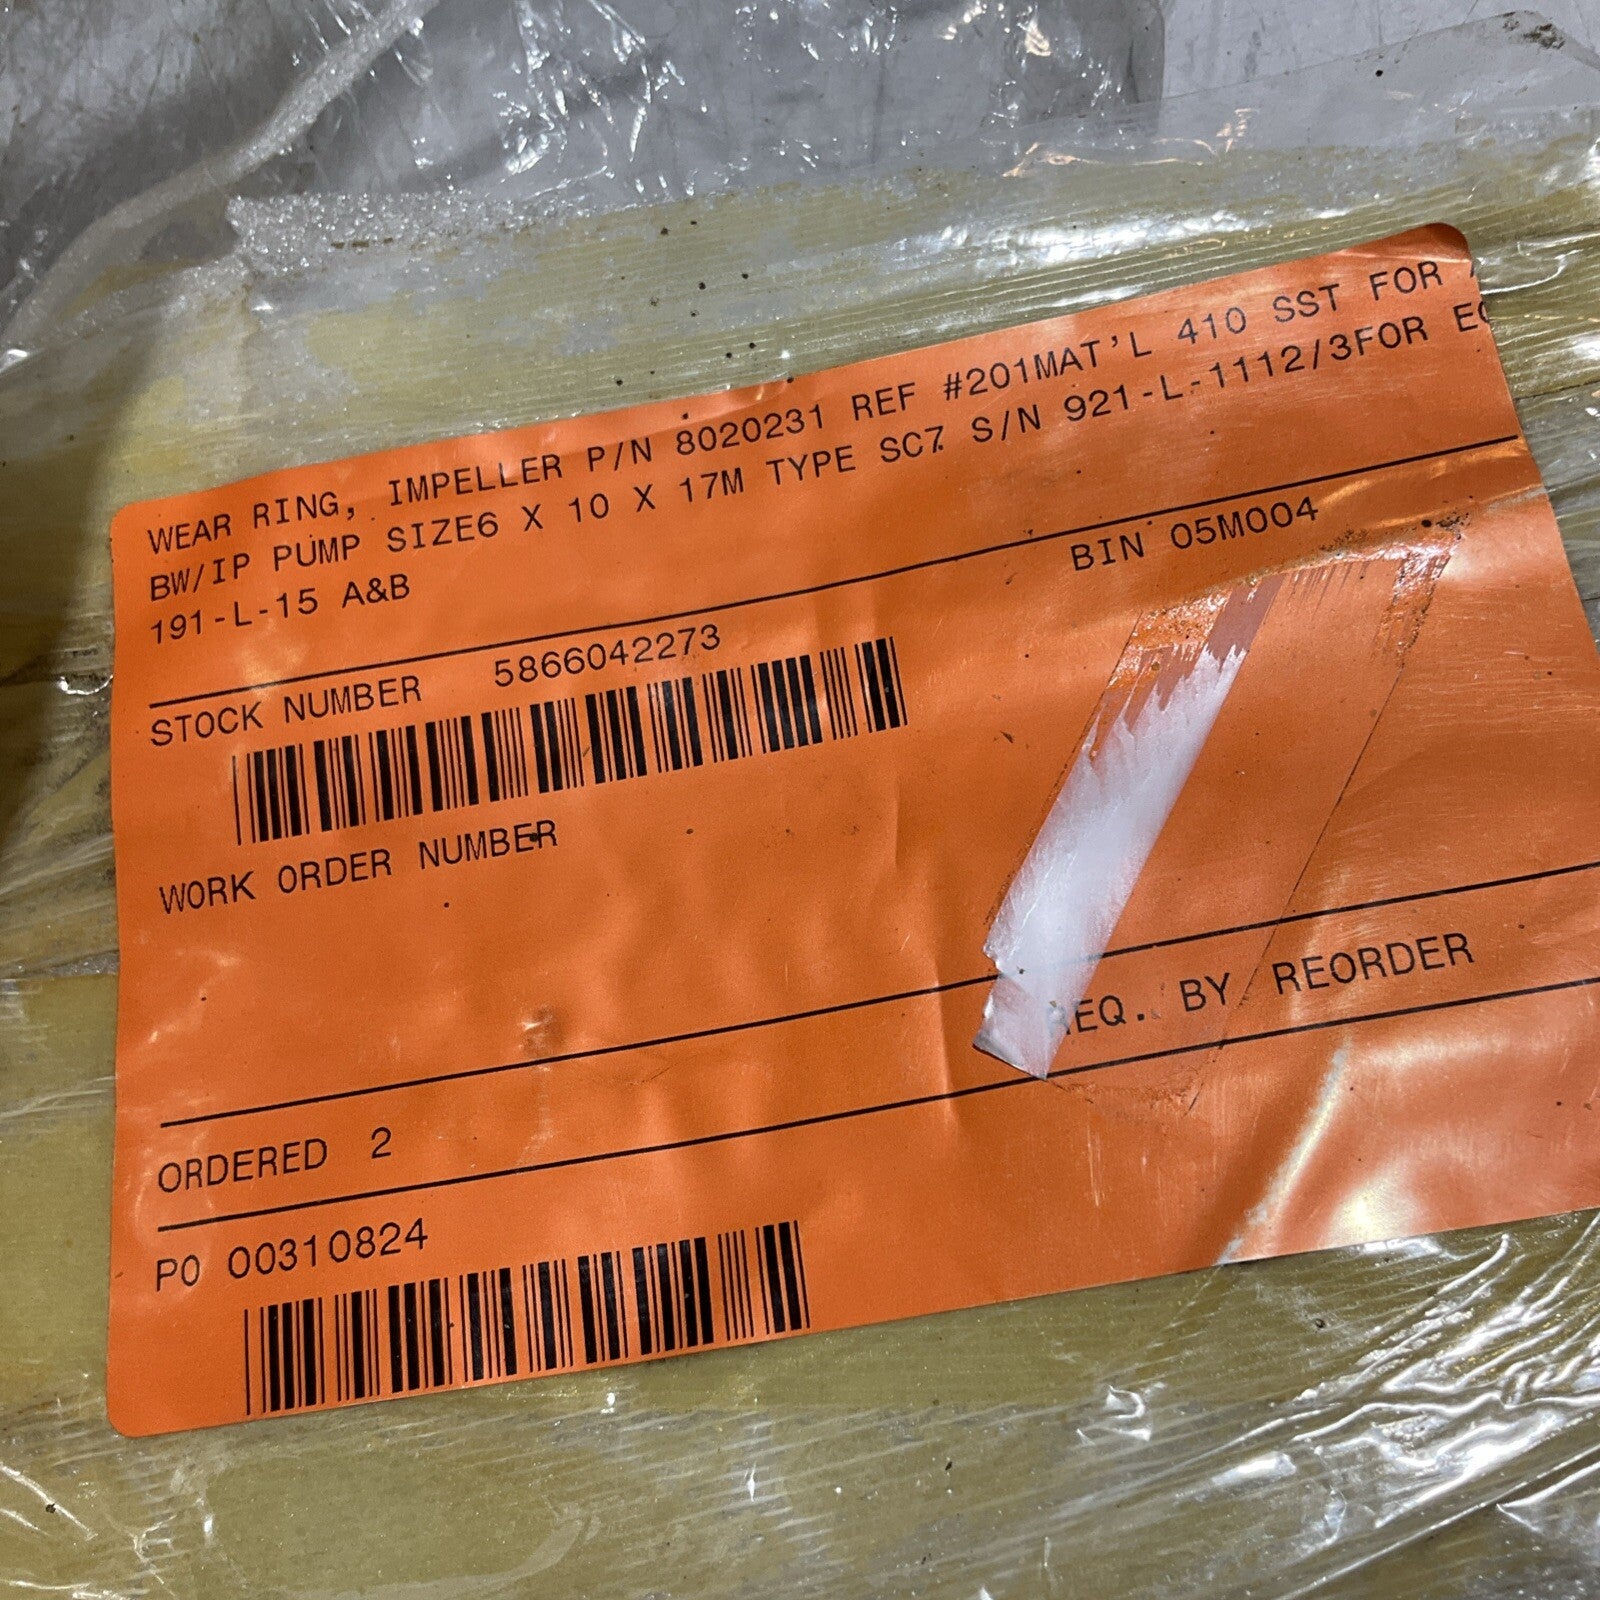 WEAR RING, IMPELLER P/N 8020231 REF #201MAT'L 410 SST FOR
BW/IP PUMP SIZE6 X 10 X 17M TYPE SC7 S/N 921-L-1112/3FOR
191-L-15 A&B
BIN 05M004
STOCK NUMBER 5866042273
WORK ORDER NUMBER
REQ. BY REORDER
ORDERED 2
PO 00310824